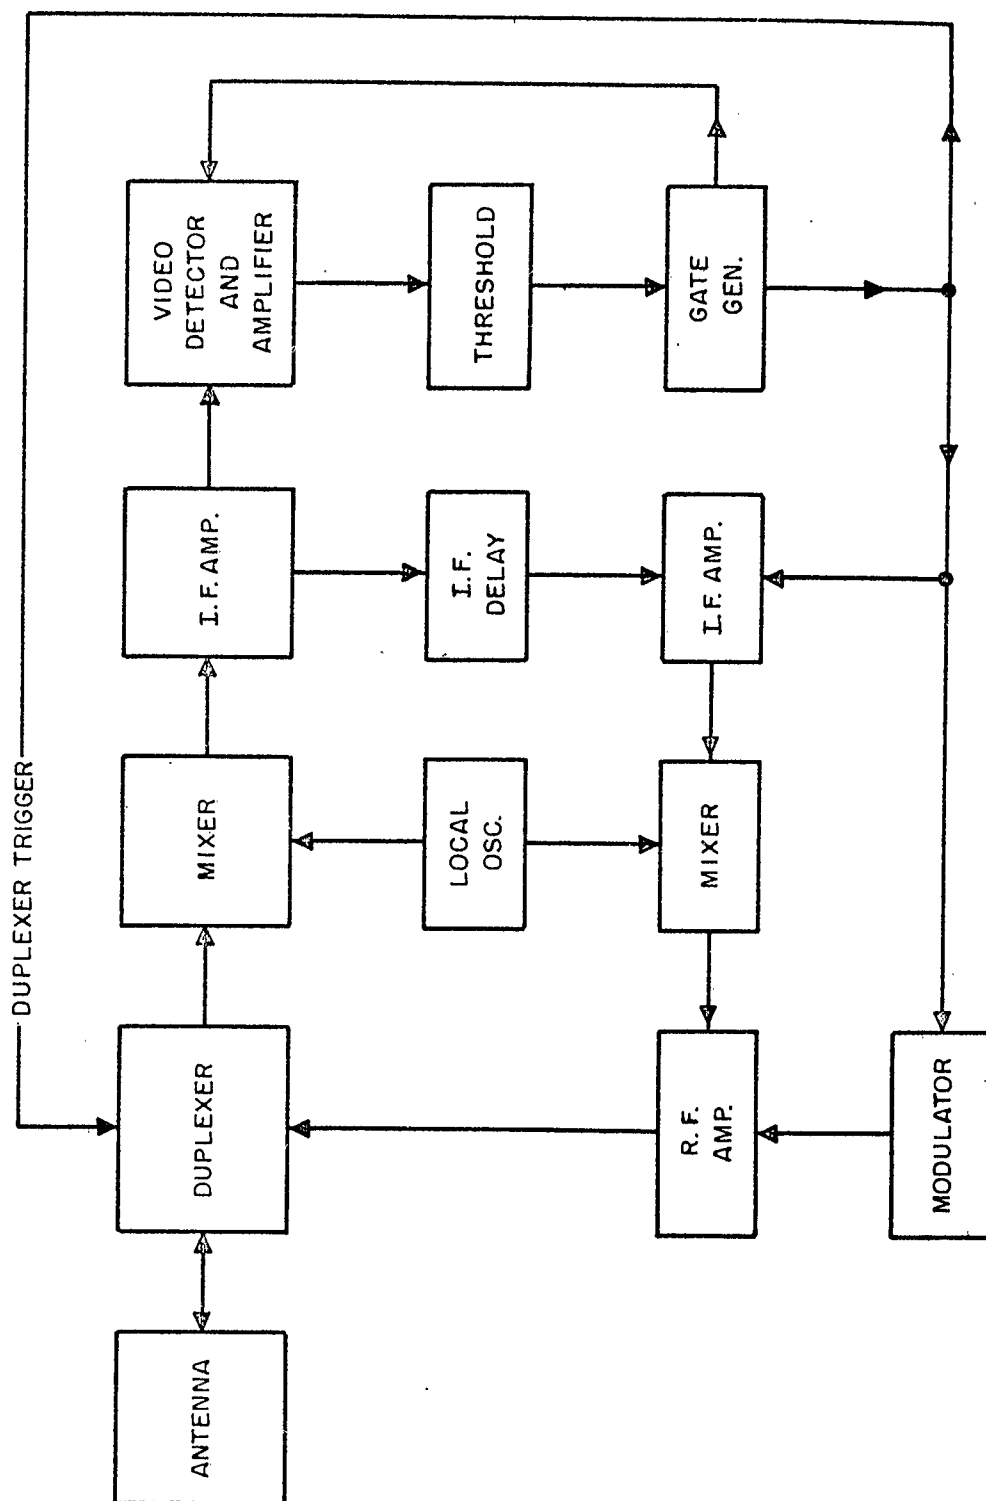 DUPLEXER TRIGGER
ANTENNA
DUPLEXER
MIXER
I.F. AMP.
VIDEO
DETECTOR
AND
AMPLIFIER
LOCAL
OSC.
I.F.
DELAY
THRESHOLD
R.F.
AMP.
MIXER
I.F. AMP.
GATE
GEN.
MODULATOR